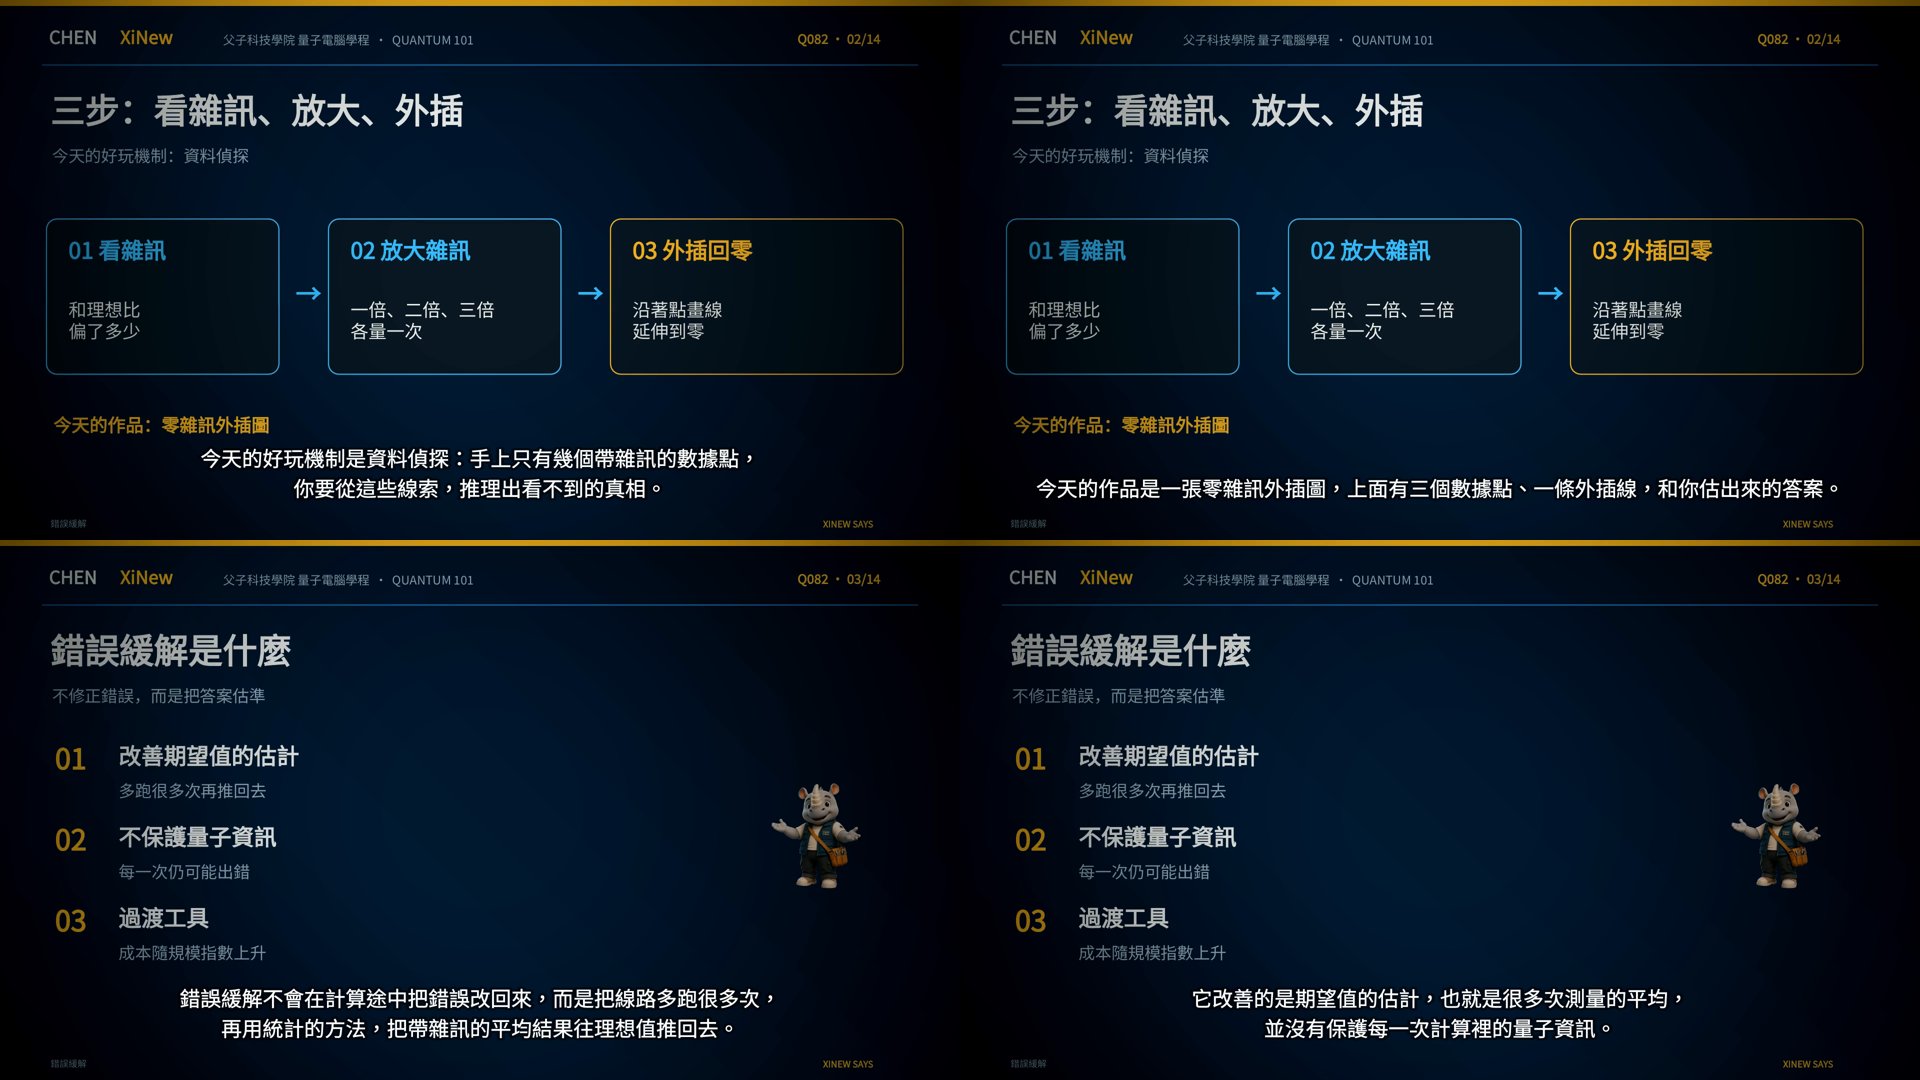 CHEN XiNew 父子科技學院 量子電腦學程 · QUANTUM 101 Q082 · 02/14
三步：看雜訊、放大、外插
今天的好玩機制：資料偵探
01 看雜訊
和理想比
偏了多少
→
02 放大雜訊
一倍、二倍、三倍
各量一次
→
03 外插回零
沿著點畫線
延伸到零
今天的作品：零雜訊外插圖
今天的好玩機制是資料偵探：手上只有幾個帶雜訊的數據點，
你要從這些線索，推理出看不到的真相。
錯誤緩解 XINEW SAYS
CHEN XiNew 父子科技學院 量子電腦學程 · QUANTUM 101 Q082 · 02/14
三步：看雜訊、放大、外插
今天的好玩機制：資料偵探
01 看雜訊
和理想比
偏了多少
→
02 放大雜訊
一倍、二倍、三倍
各量一次
→
03 外插回零
沿著點畫線
延伸到零
今天的作品：零雜訊外插圖
今天的作品是一張零雜訊外插圖，上面有三個數據點、一條外插線，和你估出來的答案。
錯誤緩解 XINEW SAYS
CHEN XiNew 父子科技學院 量子電腦學程 · QUANTUM 101 Q082 · 03/14
錯誤緩解是什麼
不修正錯誤，而是把答案估準
01 改善期望值的估計
多跑很多次再推回去
02 不保護量子資訊
每一次仍可能出錯
03 過渡工具
成本隨規模指數上升
錯誤緩解不會在計算途中把錯誤改回來，而是把線路多跑很多次，
再用統計的方法，把帶雜訊的平均結果往理想值推回去。
錯誤緩解 XINEW SAYS
CHEN XiNew 父子科技學院 量子電腦學程 · QUANTUM 101 Q082 · 03/14
錯誤緩解是什麼
不修正錯誤，而是把答案估準
01 改善期望值的估計
多跑很多次再推回去
02 不保護量子資訊
每一次仍可能出錯
03 過渡工具
成本隨規模指數上升
它改善的是期望值的估計，也就是很多次測量的平均，
並沒有保護每一次計算裡的量子資訊。
錯誤緩解 XINEW SAYS